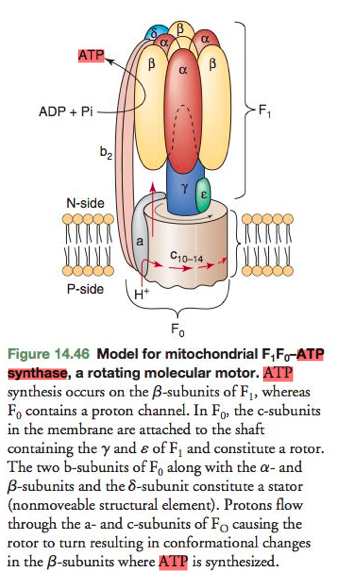 δ
β
α
α
ATP
β
α
β
ADP + Pi
F₁
b₂
N-side
γ
ε
a
C₁₀₋₁₄
P-side
H⁺
F₀
Figure 14.46 Model for mitochondrial F₁F₀–ATP
synthase, a rotating molecular motor. ATP
synthesis occurs on the β-subunits of F₁, whereas
F₀ contains a proton channel. In F₀, the c-subunits
in the membrane are attached to the shaft
containing the γ and ε of F₁ and constitute a rotor.
The two b-subunits of F₀ along with the α- and
β-subunits and the δ-subunit constitute a stator
(nonmoveable structural element). Protons flow
through the a- and c-subunits of F_O causing the
rotor to turn resulting in conformational changes
in the β-subunits where ATP is synthesized.